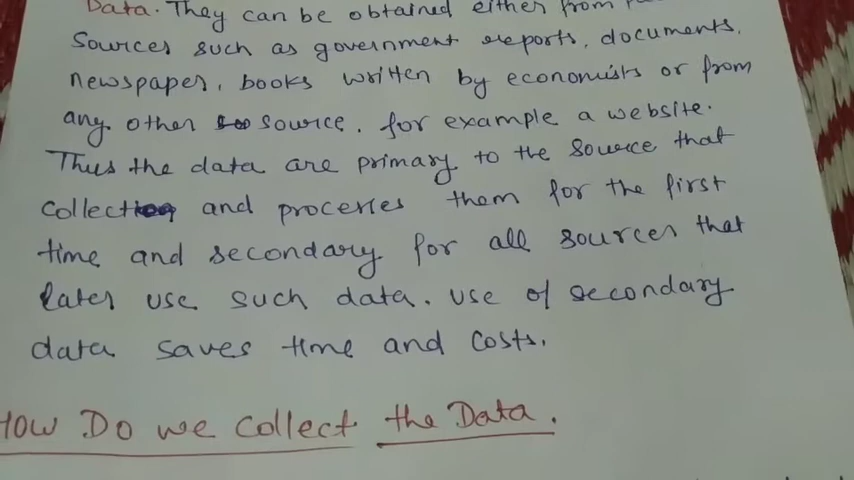 Data. They can be obtained either from
Sources such as government reports, documents,
newspaper, books written by economists or from
any other source. for example a website.
Thus the data are primary to the source that
collect and processes them for the first
time and secondary for all sources that
later use such data. use of secondary
data saves time and costs.
How Do we collect the Data.